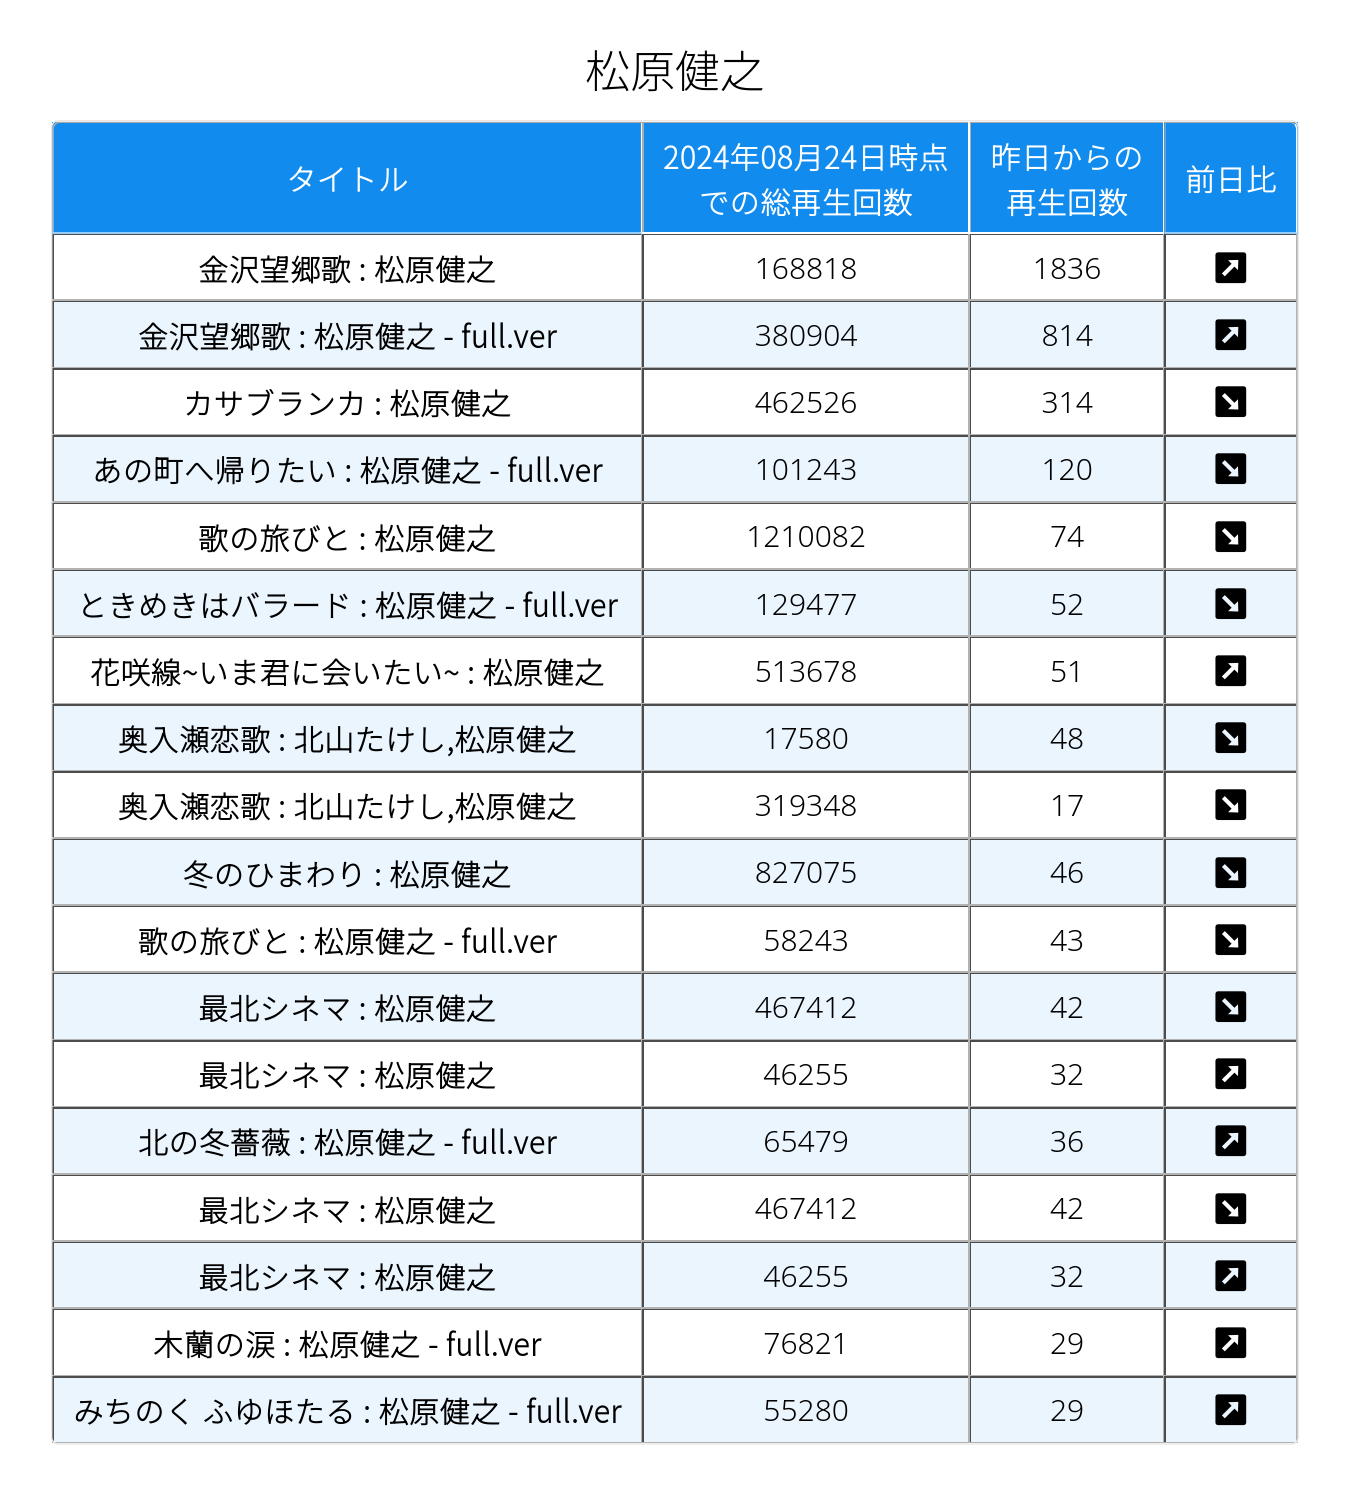 松原健之
タイトル 2024年08月24日時点 昨日からの 前日比
での総再生回数 再生回数
金沢望郷歌 : 松原健之 168818 1836 ↗
金沢望郷歌 : 松原健之 - full.ver 380904 814 ↗
カサブランカ : 松原健之 462526 314 ↘
あの町へ帰りたい : 松原健之 - full.ver 101243 120 ↘
歌の旅びと : 松原健之 1210082 74 ↘
ときめきはバラード : 松原健之 - full.ver 129477 52 ↘
花咲線~いま君に会いたい~ : 松原健之 513678 51 ↗
奥入瀬恋歌 : 北山たけし,松原健之 17580 48 ↘
奥入瀬恋歌 : 北山たけし,松原健之 319348 17 ↘
冬のひまわり : 松原健之 827075 46 ↘
歌の旅びと : 松原健之 - full.ver 58243 43 ↘
最北シネマ : 松原健之 467412 42 ↘
最北シネマ : 松原健之 46255 32 ↗
北の冬薔薇 : 松原健之 - full.ver 65479 36 ↗
最北シネマ : 松原健之 467412 42 ↘
最北シネマ : 松原健之 46255 32 ↗
木蘭の涙 : 松原健之 - full.ver 76821 29 ↗
みちのく ふゆほたる : 松原健之 - full.ver 55280 29 ↗